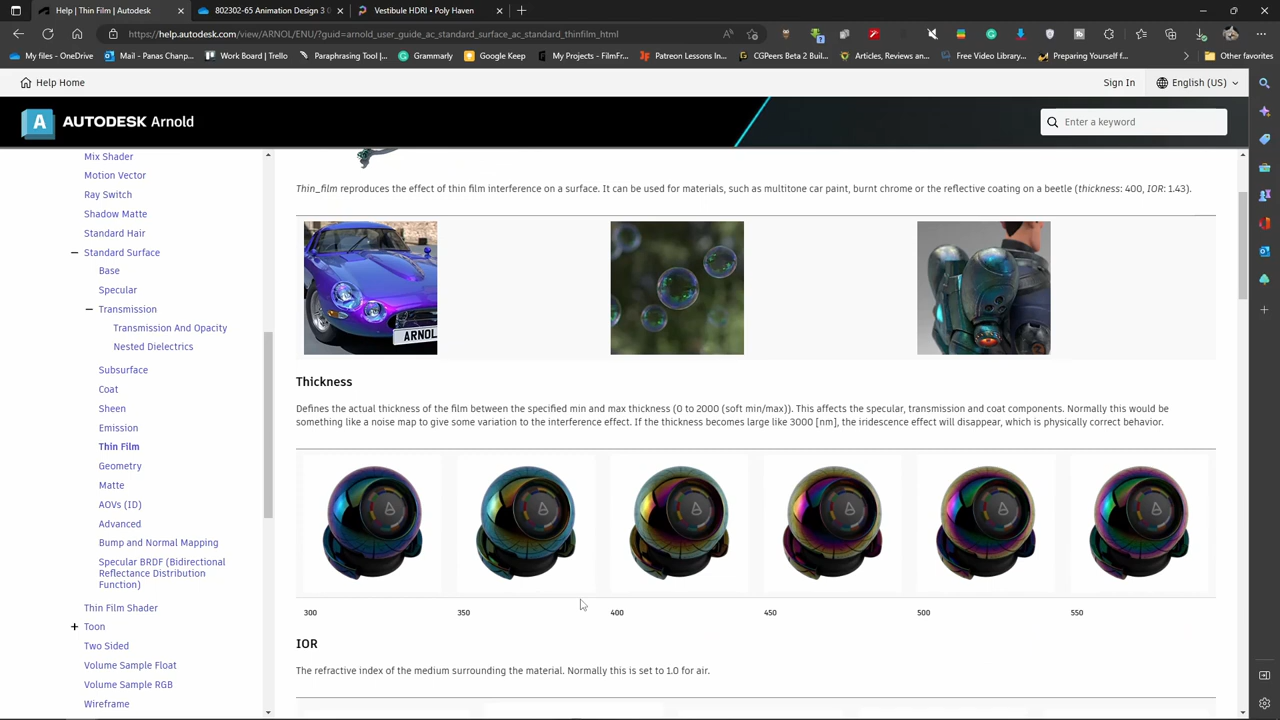 Help | Thin Film | Autodesk
802302-65 Animation Design 3 (
Vestibule HDRI • Poly Haven
https://help.autodesk.com/view/ARNOL/ENU/?guid=arnold_user_guide_ac_standard_surface_ac_standard_thinfilm_html
My files - OneDrive
Mail - Panas Chanp...
Work Board | Trello
Paraphrasing Tool |...
Grammarly
Google Keep
My Projects - FilmFr...
Patreon Lessons In...
CGPeers Beta 2 Build
Articles, Reviews an...
Free Video Library...
Preparing Yourself f...
Other favorites
Help Home
Sign In
English (US)
AUTODESK Arnold
Enter a keyword
Mix Shader
Motion Vector
Ray Switch
Shadow Matte
Standard Hair
Standard Surface
Base
Specular
Transmission
Transmission And Opacity
Nested Dielectrics
Subsurface
Coat
Sheen
Emission
Thin Film
Geometry
Matte
AOVs (ID)
Advanced
Bump and Normal Mapping
Specular BRDF (Bidirectional
Reflectance Distribution
Function)
Thin Film Shader
Toon
Two Sided
Volume Sample Float
Volume Sample RGB
Wireframe
Thin_film reproduces the effect of thin film interference on a surface. It can be used for materials, such as multitone car paint, burnt chrome or the reflective coating on a beetle (thickness: 400, IOR: 1.43).
ARNOL
Thickness
Defines the actual thickness of the film between the specified min and max thickness (0 to 2000 (soft min/max)). This affects the specular, transmission and coat components. Normally this would be
something like a noise map to give some variation to the interference effect. If the thickness becomes large like 3000 [nm], the iridescence effect will disappear, which is physically correct behavior.
300
350
400
450
500
550
IOR
The refractive index of the medium surrounding the material. Normally this is set to 1.0 for air.